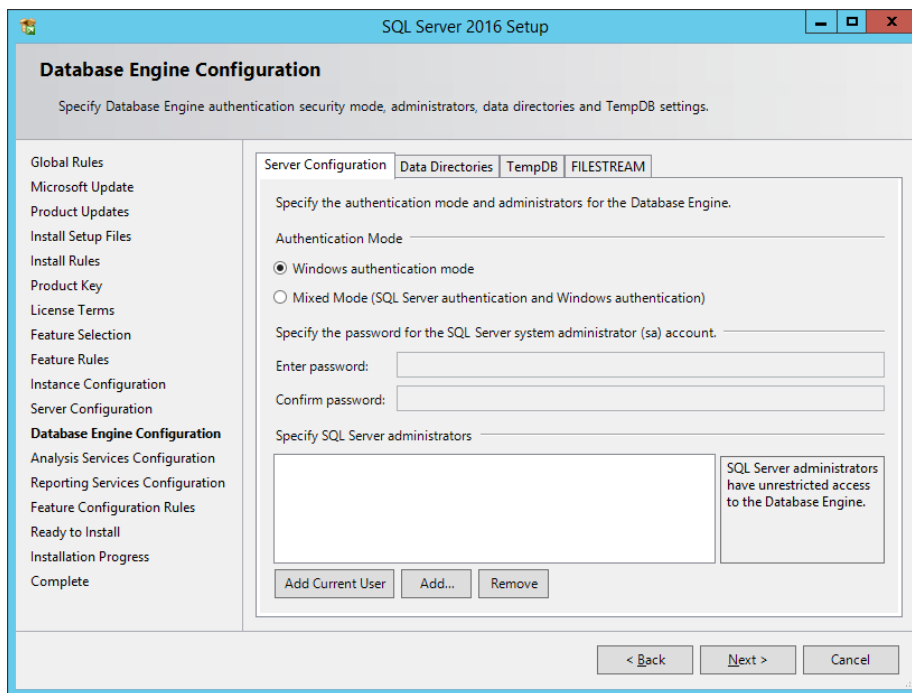 SQL Server 2016 Setup
Database Engine Configuration
Specify Database Engine authentication security mode, administrators, data directories and TempDB settings.
Global Rules
Microsoft Update
Product Updates
Install Setup Files
Install Rules
Product Key
License Terms
Feature Selection
Feature Rules
Instance Configuration
Server Configuration
Database Engine Configuration
Analysis Services Configuration
Reporting Services Configuration
Feature Configuration Rules
Ready to Install
Installation Progress
Complete
Server Configuration Data Directories TempDB FILESTREAM
Specify the authentication mode and administrators for the Database Engine.
Authentication Mode
Windows authentication mode
Mixed Mode (SQL Server authentication and Windows authentication)
Specify the password for the SQL Server system administrator (sa) account.
Enter password:
Confirm password:
Specify SQL Server administrators
SQL Server administrators
have unrestricted access
to the Database Engine.
Add Current User Add... Remove
< Back Next > Cancel